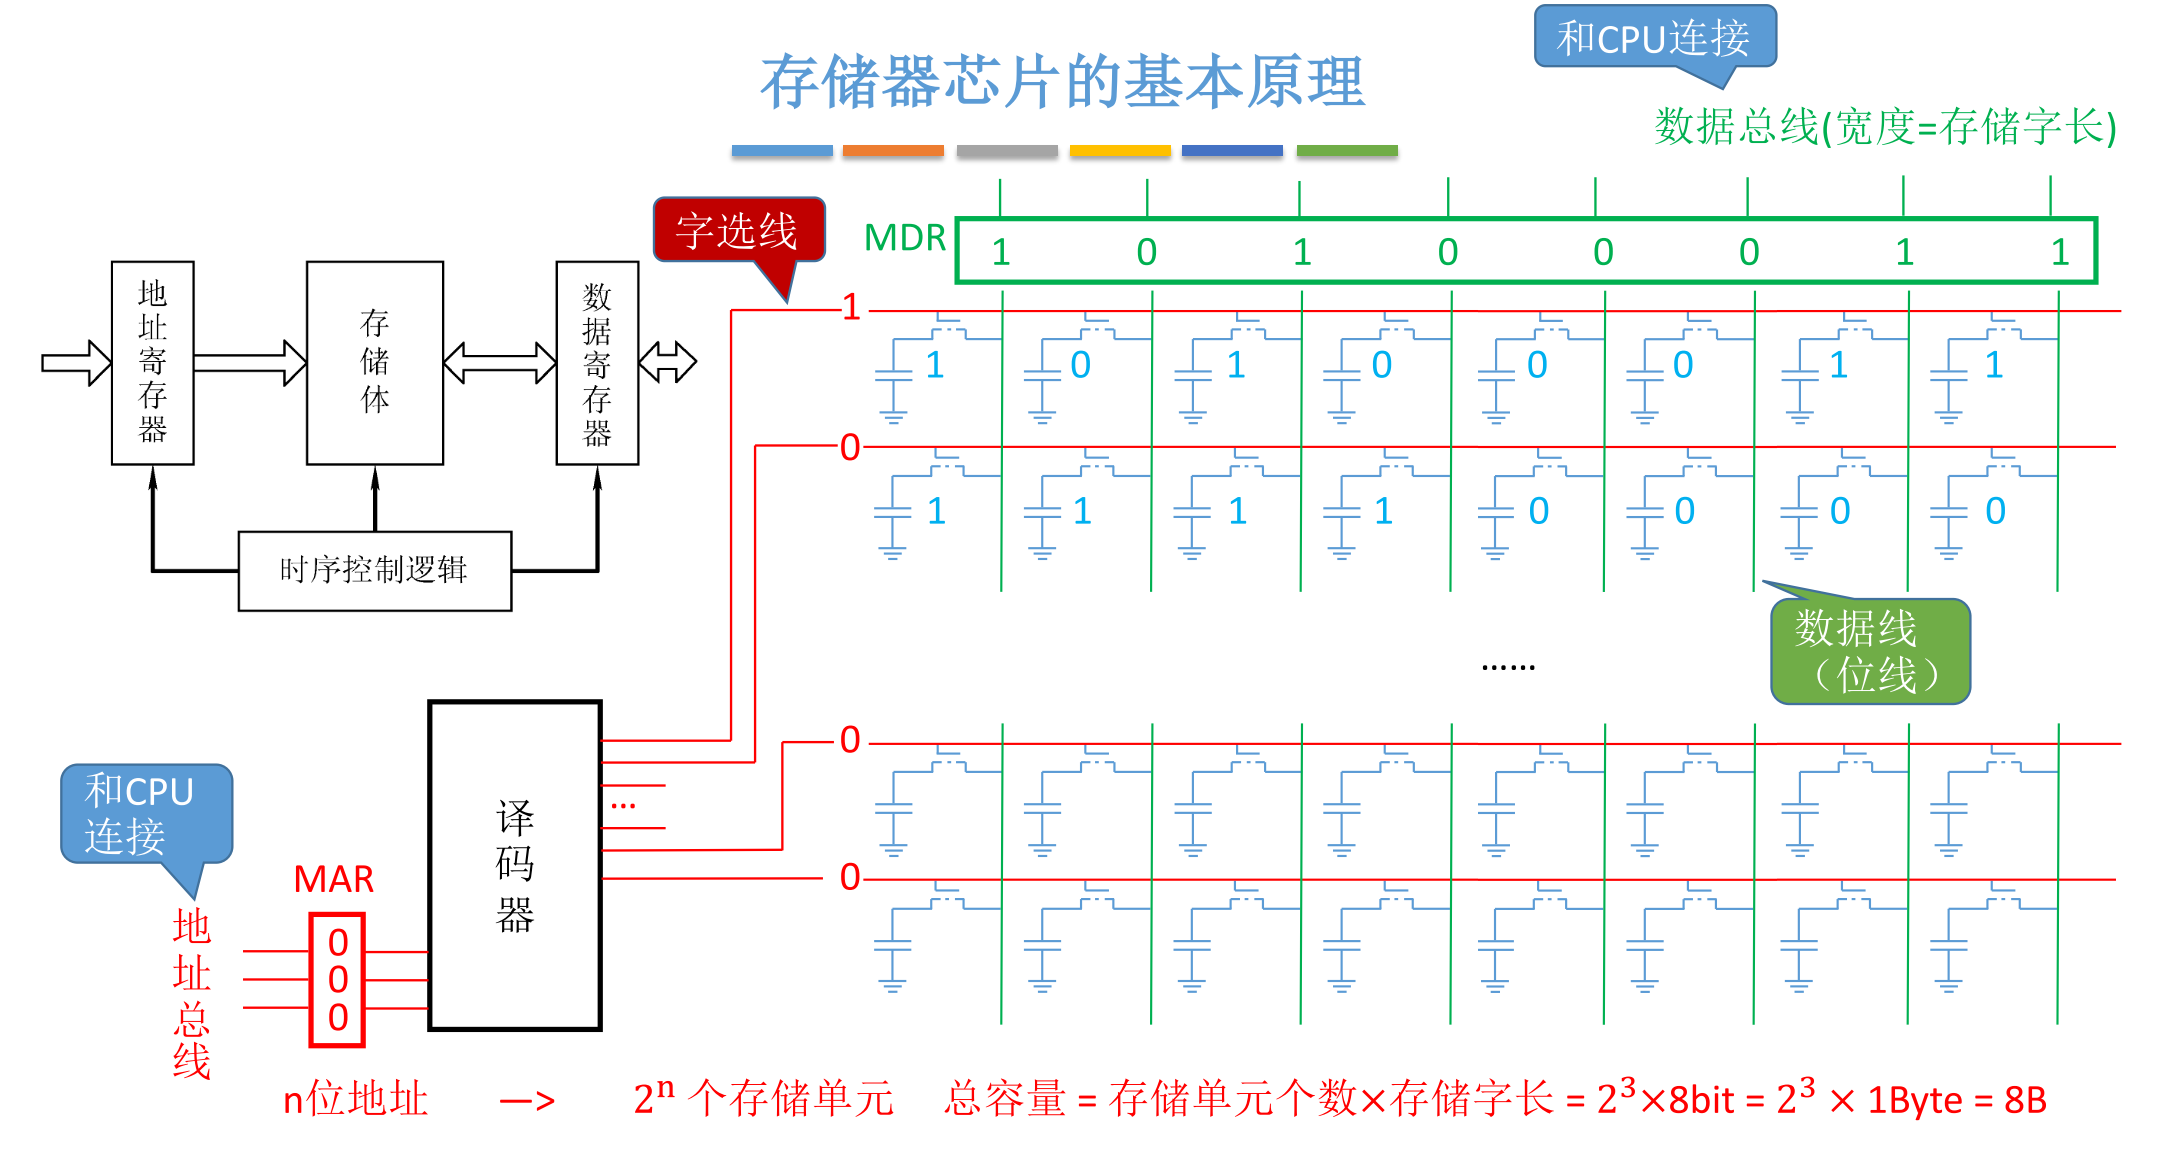 和CPU连接
存储器芯片的基本原理
数据总线(宽度=存储字长)
字选线
MDR 1 0 1 0 0 0 1 1
地址寄存器
存储体
数据寄存器
时序控制逻辑
1
1 0 1 0 0 0 1 1
0
1 1 1 1 0 0 0 0
……
数据线
（位线）
0
0
译码器
…
和CPU
连接
MAR
地址总线
0
0
0
n位地址 —> 2ⁿ 个存储单元 总容量 = 存储单元个数×存储字长 = 2³×8bit = 2³ × 1Byte = 8B